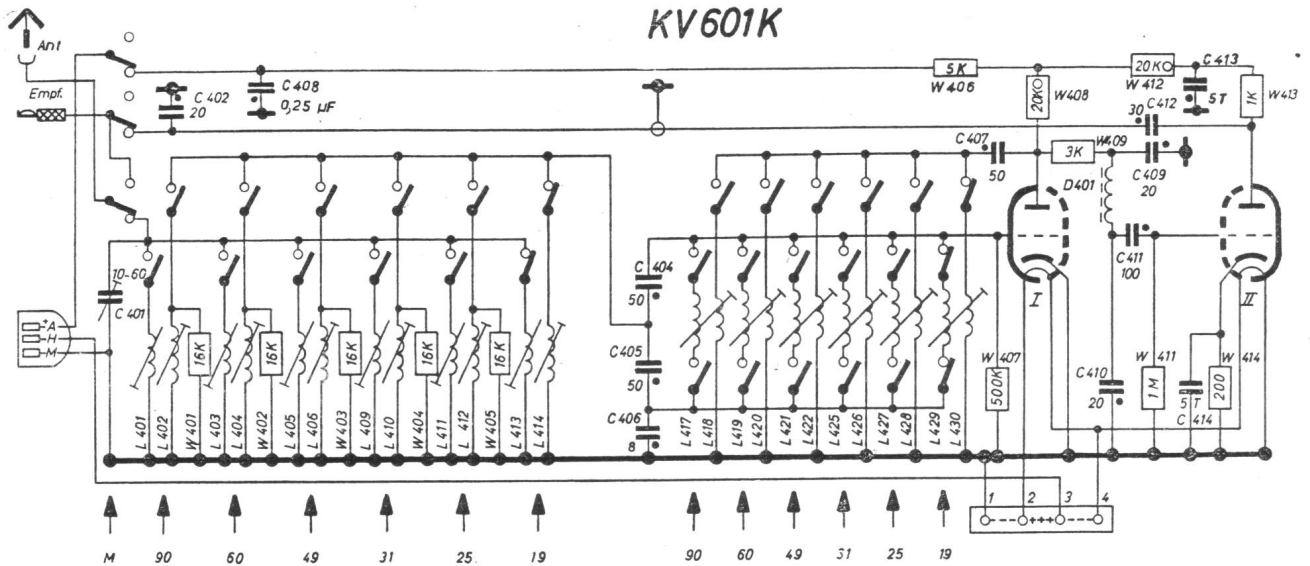 KV601K
Ant
Empf.
C 402
20
C 408
0,25 µF
5K
W 406
20K
W 408
20K
W 412
C 413
5T
1K
W 413
C 412
30
C 407
50
3K
W 409
C 409
20
D 401
C 411
100
I
II
10-60
C 401
+A
H
M
16K
16K
16K
16K
16K
C 404
50
C 405
50
C 406
8
W 407
500K
C 410
20
W 411
1M
5T
C 414
200
W 414
L 401
L 402
W 401
L 403
L 404
W 402
L 405
L 406
W 403
L 409
L 410
W 404
L 411
L 412
W 405
L 413
L 414
L 417
L 418
L 419
L 420
L 421
L 422
L 425
L 426
L 427
L 428
L 429
L 430
1 2 3 4
M 90 60 49 31 25 19
90 60 49 31 25 19